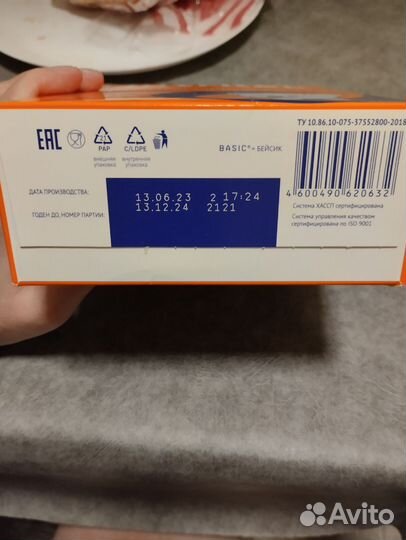 ТУ 10.86.10-075-37552800-2018
EAC
21
PAP
C/LDPE
внешняя упаковка
внутренняя упаковка
BASIC® - БЕЙСИК
ДАТА ПРОИЗВОДСТВА:
13.06.23 2 17:24
ГОДЕН ДО, НОМЕР ПАРТИИ:
13.12.24 2121
4 600490 620632
Система ХАССП сертифицирована
Система управления качеством
сертифицирована по ISO 9001
Avito